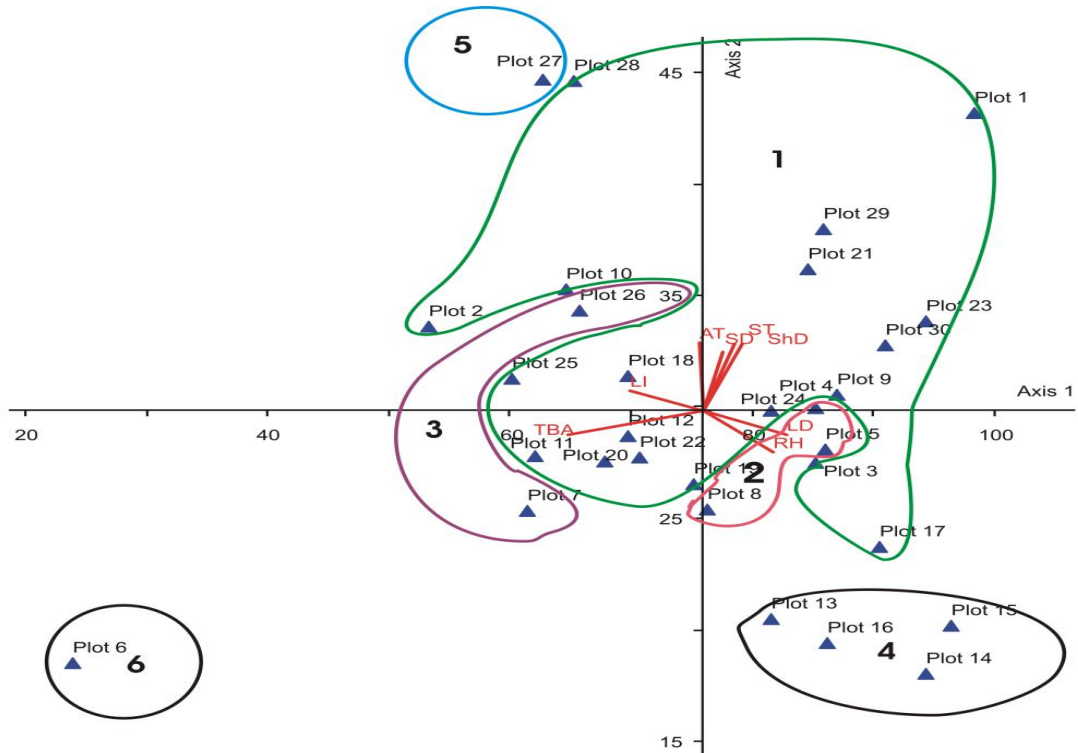 5
Plot 27
Plot 28
45
Axis 2
Plot 1
1
Plot 29
Plot 21
Plot 10
35
Plot 26
Plot 2
Plot 23
Plot 30
AT
SD
ST
ShD
Plot 25
Plot 18
LI
Plot 4
Plot 9
Axis 1
Plot 24
20
40
60
80
100
3
TBA
Plot 12
LD
RH
Plot 5
Plot 11
Plot 20
Plot 22
Plot 19
2
Plot 3
Plot 7
Plot 8
25
Plot 17
Plot 13
Plot 15
Plot 16
4
Plot 6
6
Plot 14
15